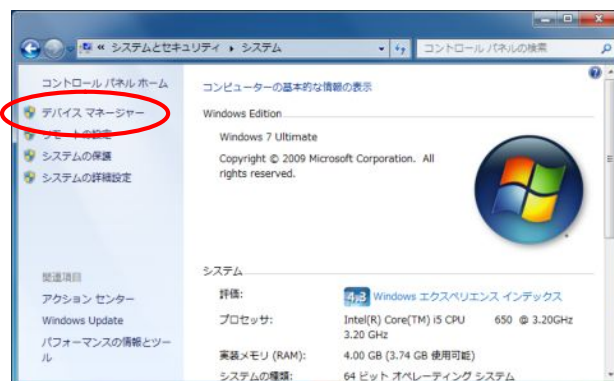 « システムとセキュリティ ▸ システム
コントロール パネルの検索
コントロール パネル ホーム
デバイス マネージャー
リモートの設定
システムの保護
システムの詳細設定
関連項目
アクション センター
Windows Update
パフォーマンスの情報とツー
ル
コンピューターの基本的な情報の表示
Windows Edition
Windows 7 Ultimate
Copyright © 2009 Microsoft Corporation. All
rights reserved.
システム
評価:
4.3 Windows エクスペリエンス インデックス
プロセッサ: Intel(R) Core(TM) i5 CPU 650 @ 3.20GHz
3.20 GHz
実装メモリ (RAM): 4.00 GB (3.74 GB 使用可能)
システムの種類: 64 ビット オペレーティング システム